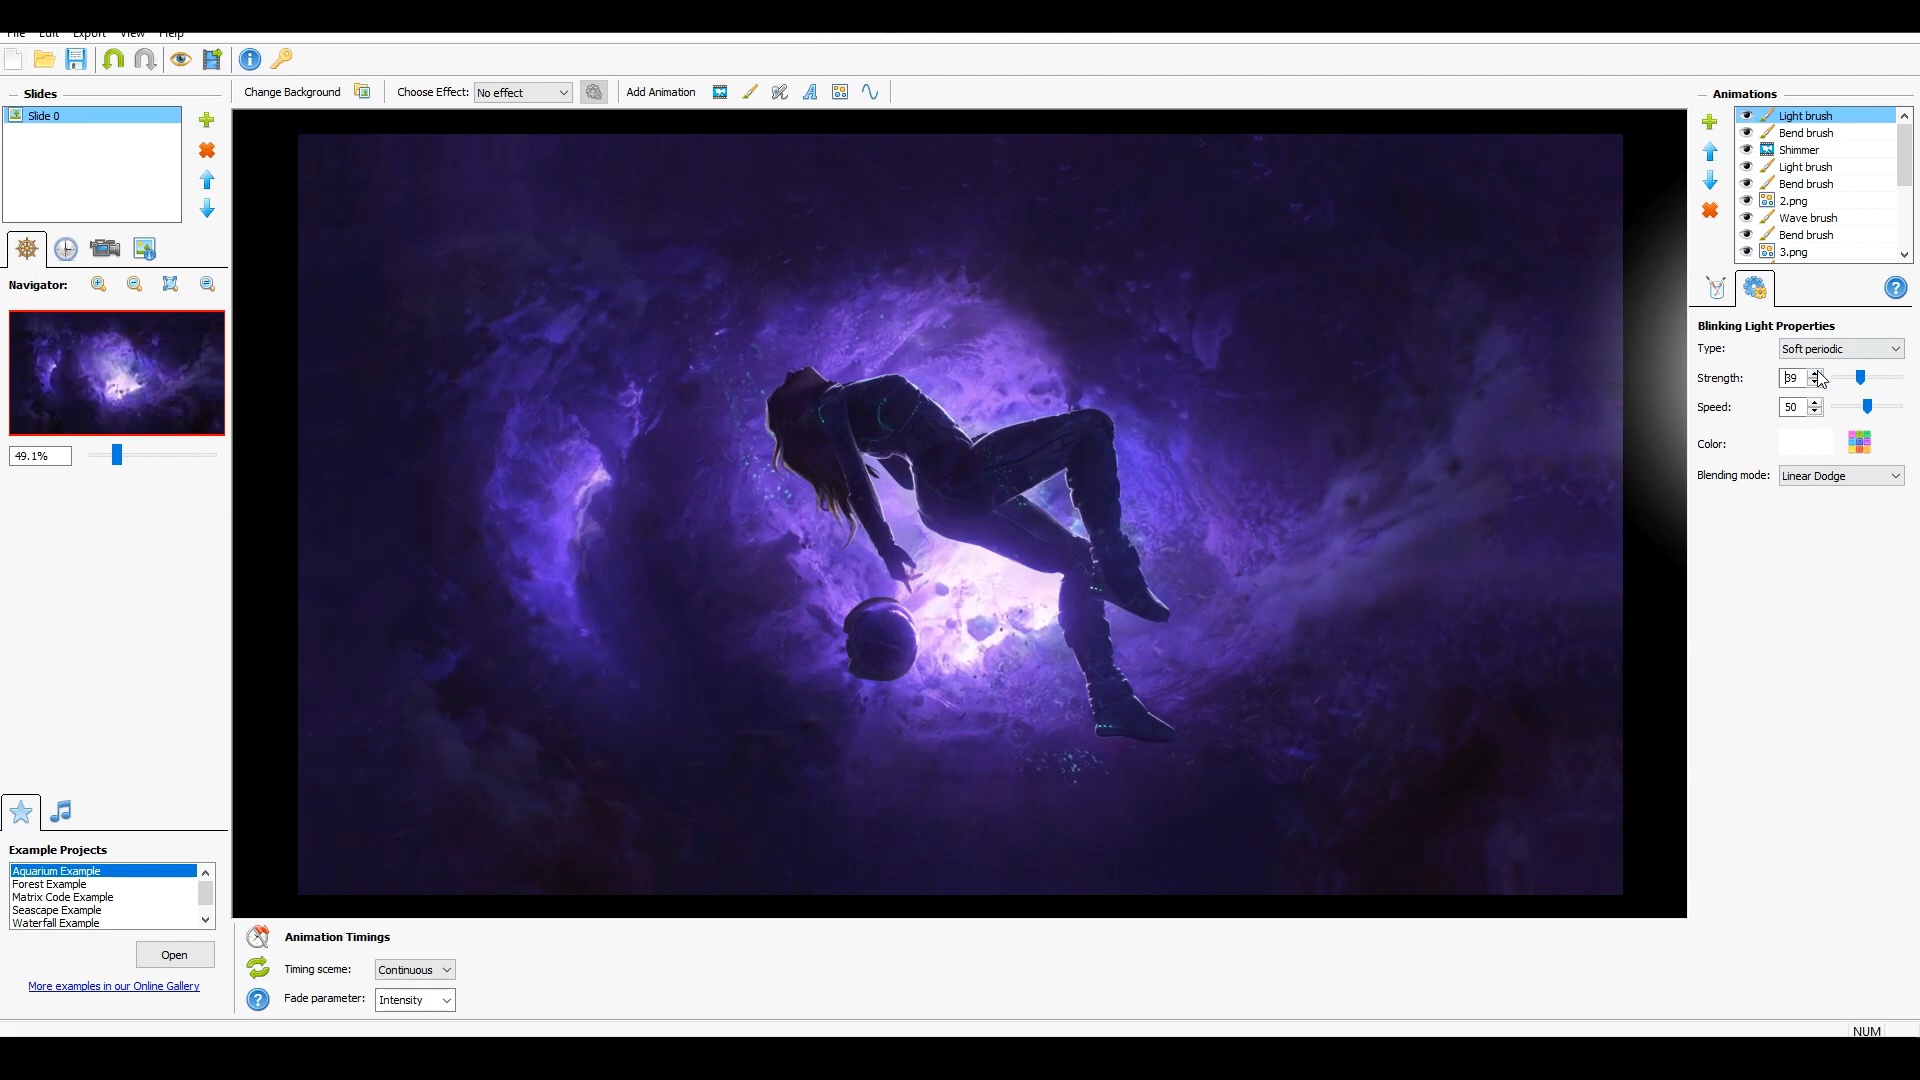 File Edit Export View Help
Slides
Change Background
Choose Effect: No effect
Add Animation
Animations
Slide 0
Light brush
Bend brush
Shimmer
Light brush
Bend brush
2.png
Wave brush
Bend brush
3.png
Navigator:
49.1%
Blinking Light Properties
Type: Soft periodic
Strength: 39
Speed: 50
Color:
Blending mode: Linear Dodge
Example Projects
Aquarium Example
Forest Example
Matrix Code Example
Seascape Example
Waterfall Example
Open
More examples in our Online Gallery
Animation Timings
Timing sceme: Continuous
Fade parameter: Intensity
NUM